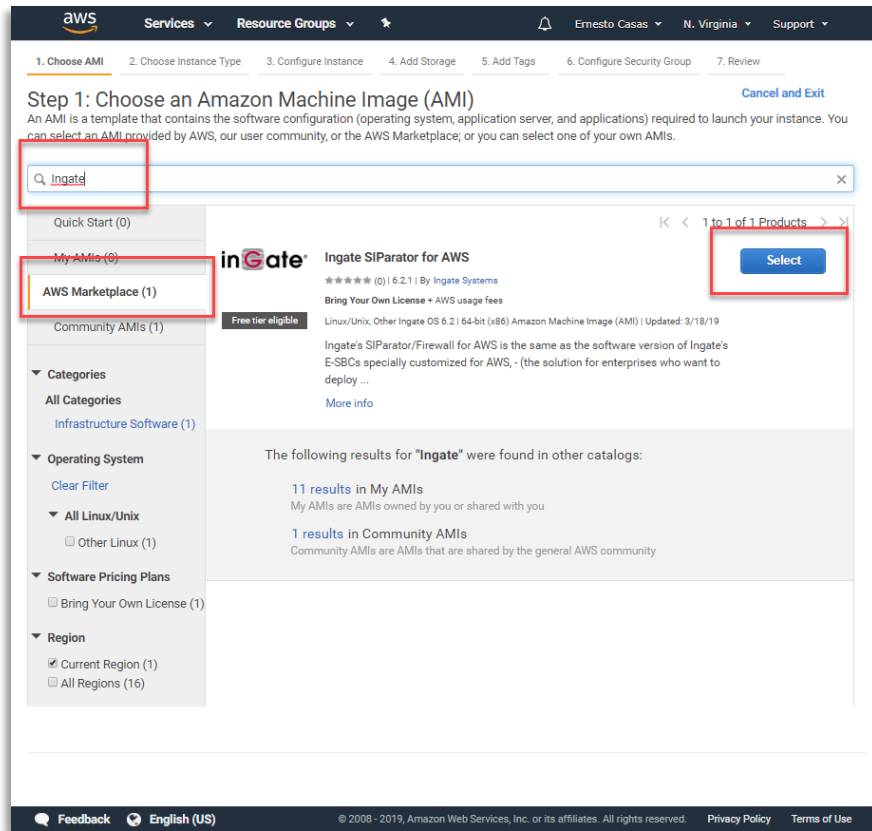 aws
Services
Resource Groups
Ernesto Casas
N. Virginia
Support
1. Choose AMI
2. Choose Instance Type
3. Configure Instance
4. Add Storage
5. Add Tags
6. Configure Security Group
7. Review
Step 1: Choose an Amazon Machine Image (AMI)
Cancel and Exit
An AMI is a template that contains the software configuration (operating system, application server, and applications) required to launch your instance. You
can select an AMI provided by AWS, our user community, or the AWS Marketplace; or you can select one of your own AMIs.
Ingate
Quick Start (0)
My AMIs (0)
AWS Marketplace (1)
Community AMIs (1)
Categories
All Categories
Infrastructure Software (1)
Operating System
Clear Filter
All Linux/Unix
Other Linux (1)
Software Pricing Plans
Bring Your Own License (1)
Region
Current Region (1)
All Regions (16)
1 to 1 of 1 Products
inGate
Free tier eligible
Ingate SIParator for AWS
Select
(0) | 6.2.1 | By Ingate Systems
Bring Your Own License + AWS usage fees
Linux/Unix, Other Ingate OS 6.2 | 64-bit (x86) Amazon Machine Image (AMI) | Updated: 3/18/19
Ingate's SIParator/Firewall for AWS is the same as the software version of Ingate's
E-SBCs specially customized for AWS, - (the solution for enterprises who want to
deploy ...
More info
The following results for "Ingate" were found in other catalogs:
11 results in My AMIs
My AMIs are AMIs owned by you or shared with you
1 results in Community AMIs
Community AMIs are AMIs that are shared by the general AWS community
Feedback
English (US)
© 2008 - 2019, Amazon Web Services, Inc. or its affiliates. All rights reserved.
Privacy Policy
Terms of Use